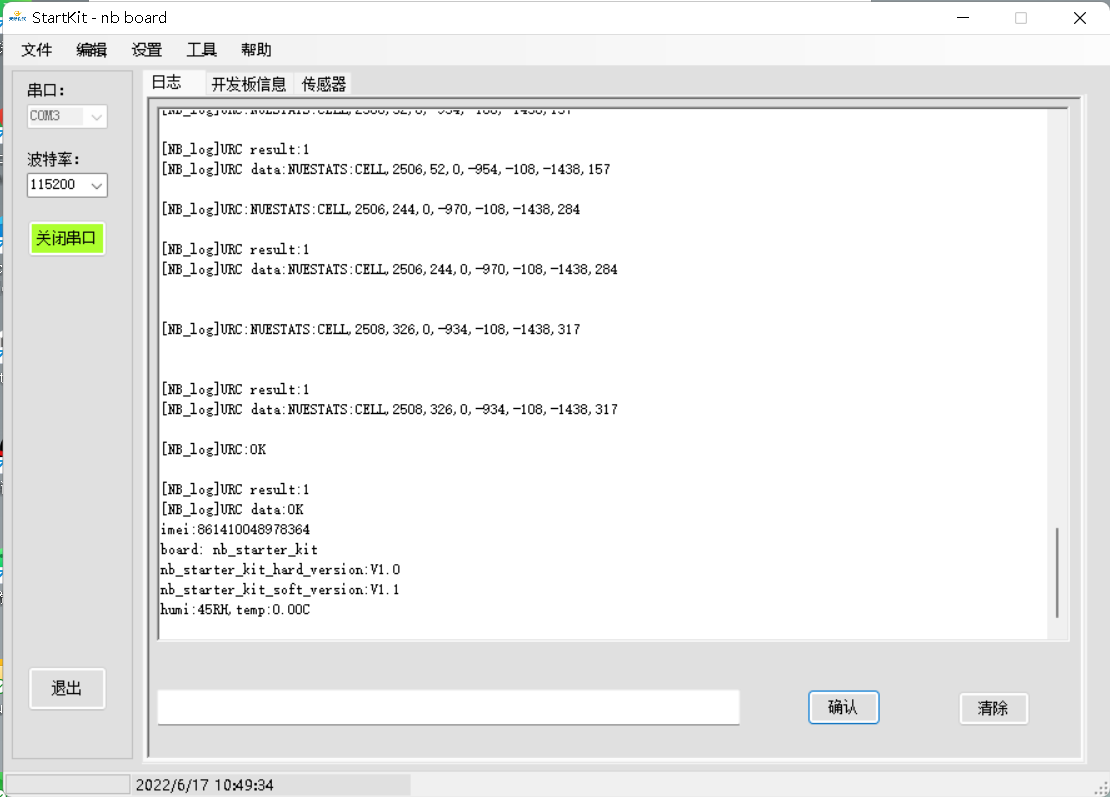 StartKit - nb board
文件 编辑 设置 工具 帮助
串口:
COM3
波特率:
115200
关闭串口
退出
日志 开发板信息 传感器
[NB_log]URC result:1
[NB_log]URC data:NUESTATS:CELL,2506,52,0,-954,-108,-1438,157
[NB_log]URC:NUESTATS:CELL,2506,244,0,-970,-108,-1438,284
[NB_log]URC result:1
[NB_log]URC data:NUESTATS:CELL,2506,244,0,-970,-108,-1438,284
[NB_log]URC:NUESTATS:CELL,2508,326,0,-934,-108,-1438,317
[NB_log]URC result:1
[NB_log]URC data:NUESTATS:CELL,2508,326,0,-934,-108,-1438,317
[NB_log]URC:OK
[NB_log]URC result:1
[NB_log]URC data:OK
imei:861410048978364
board: nb_starter_kit
nb_starter_kit_hard_version:V1.0
nb_starter_kit_soft_version:V1.1
humi:45RH,temp:0.00C
确认
清除
2022/6/17 10:49:34